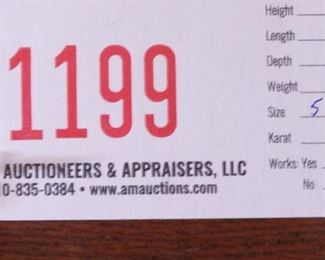 Height
Length
Depth
Weight
Size 5
Karat
Works: Yes
No
1199
AUCTIONEERS & APPRAISERS, LLC
0-835-0384 • www.amauctions.com